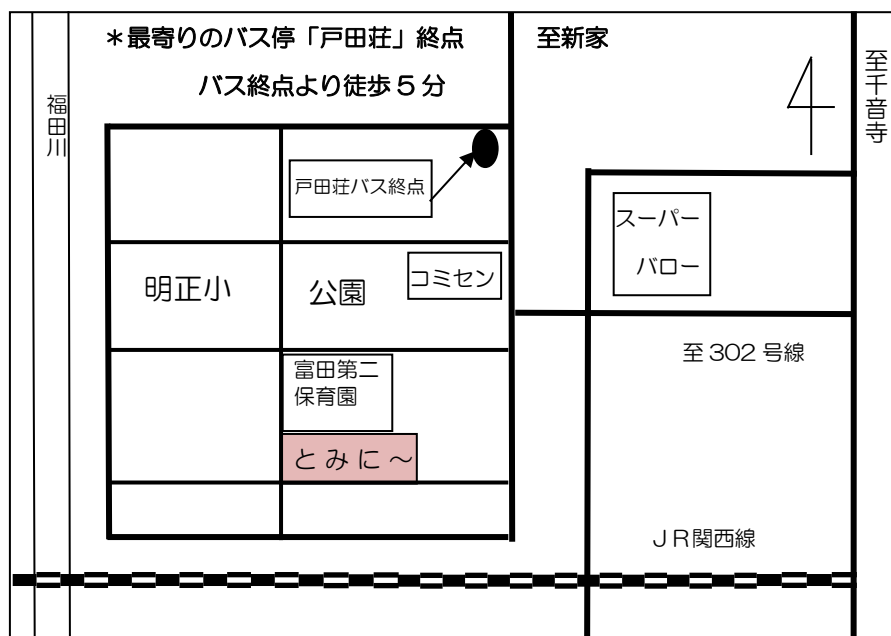 *最寄りのバス停「戸田荘」終点
バス終点より徒歩5分
至新家
至千音寺
福田川
戸田荘バス終点
スーパー
バロー
明正小
公園
コミセン
至302号線
富田第二
保育園
とみに~
JR関西線